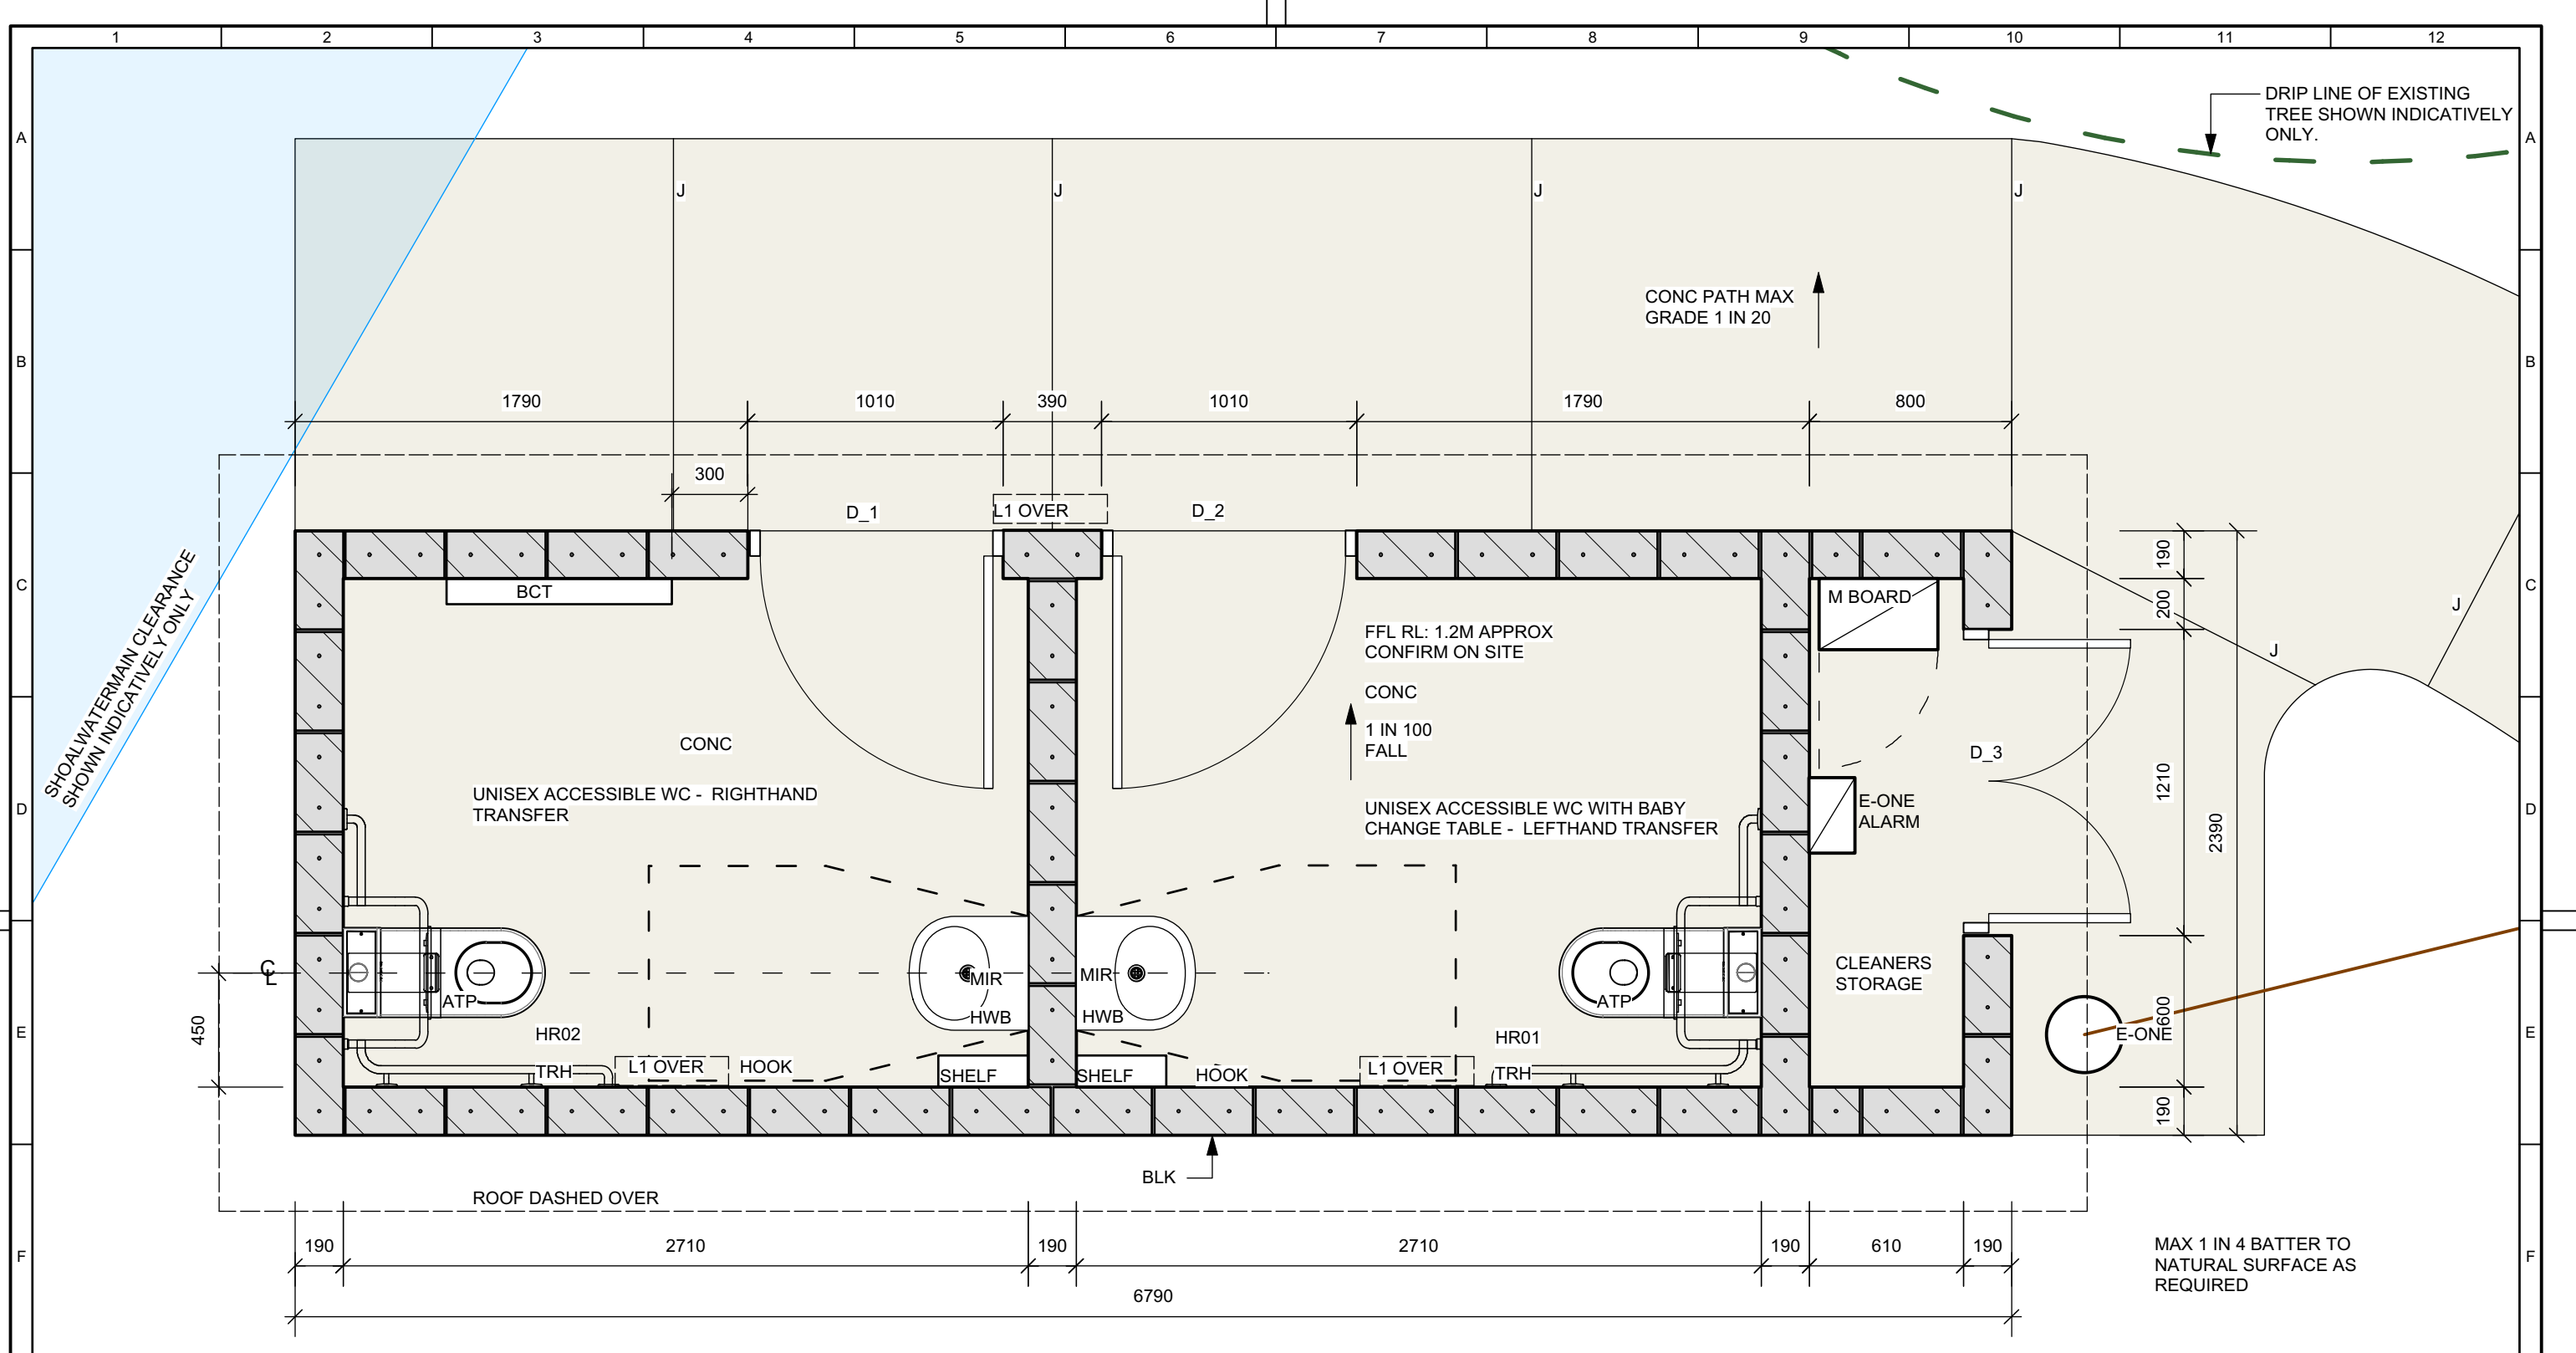 1 2 3 4 5 6 7 8 9 10 11 12
DRIP LINE OF EXISTING
TREE SHOWN INDICATIVELY
ONLY.
A A
J J J J
CONC PATH MAX
GRADE 1 IN 20
B B
1790 1010 390 1010 1790 800
300
D_1 L1 OVER D_2
SHOALWATERMAIN CLEARANCE
SHOWN INDICATIVELY ONLY
C C
BCT
M BOARD
190
200
J
J
FFL RL: 1.2M APPROX
CONFIRM ON SITE
CONC
1 IN 100
FALL
CONC
D_3
1210
2390
D D
UNISEX ACCESSIBLE WC - RIGHTHAND
TRANSFER
UNISEX ACCESSIBLE WC WITH BABY
CHANGE TABLE - LEFTHAND TRANSFER
E-ONE
ALARM
CL
MIR MIR
ATP ATP
HWB HWB
CLEANERS
STORAGE
450
E E
HR02 HR01
E-ONE
600
TRH L1 OVER HOOK SHELF SHELF HOOK L1 OVER TRH
190
BLK
ROOF DASHED OVER
190 2710 190 2710 190 610 190
F F
6790
MAX 1 IN 4 BATTER TO
NATURAL SURFACE AS
REQUIRED